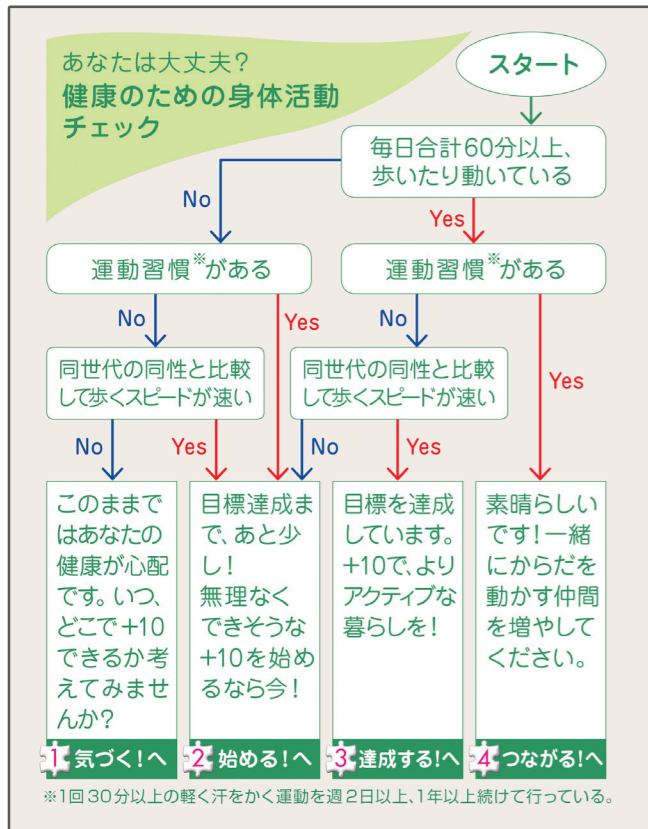 あなたは大丈夫?
健康のための身体活動
チェック
スタート
毎日合計60分以上、
歩いたり動いている
No
Yes
運動習慣※がある
運動習慣※がある
No
Yes
No
Yes
同世代の同性と比較
して歩くスピードが速い
同世代の同性と比較
して歩くスピードが速い
No
Yes
No
Yes
このままで
はあなたの
健康が心配
です。いつ、
どこで+10
できるか考
えてみませ
んか?
1 気づく!へ
目標達成ま
で、あと少
し!
無理なく
できそうな
+10を始め
るなら今!
2 始める!へ
目標を達成
しています。
+10で、より
アクティブな
暮らしを!
3 達成する!へ
素晴らしい
です!一緒
にからだを
動かす仲間
を増やして
ください。
4 つながる!へ
※1回30分以上の軽く汗をかく運動を週2日以上、1年以上続けて行っている。